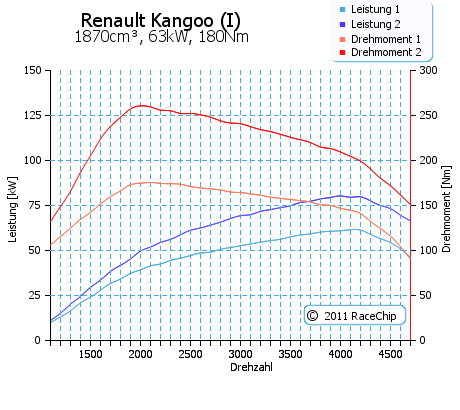 Renault Kangoo (I)
1870cm³, 63kW, 180Nm
Leistung 1
Leistung 2
Drehmoment 1
Drehmoment 2
150
125
100
75
50
25
0
Leistung [kW]
300
250
200
150
100
50
0
Drehmoment [Nm]
1500 2000 2500 3000 3500 4000 4500
Drehzahl
© 2011 RaceChip